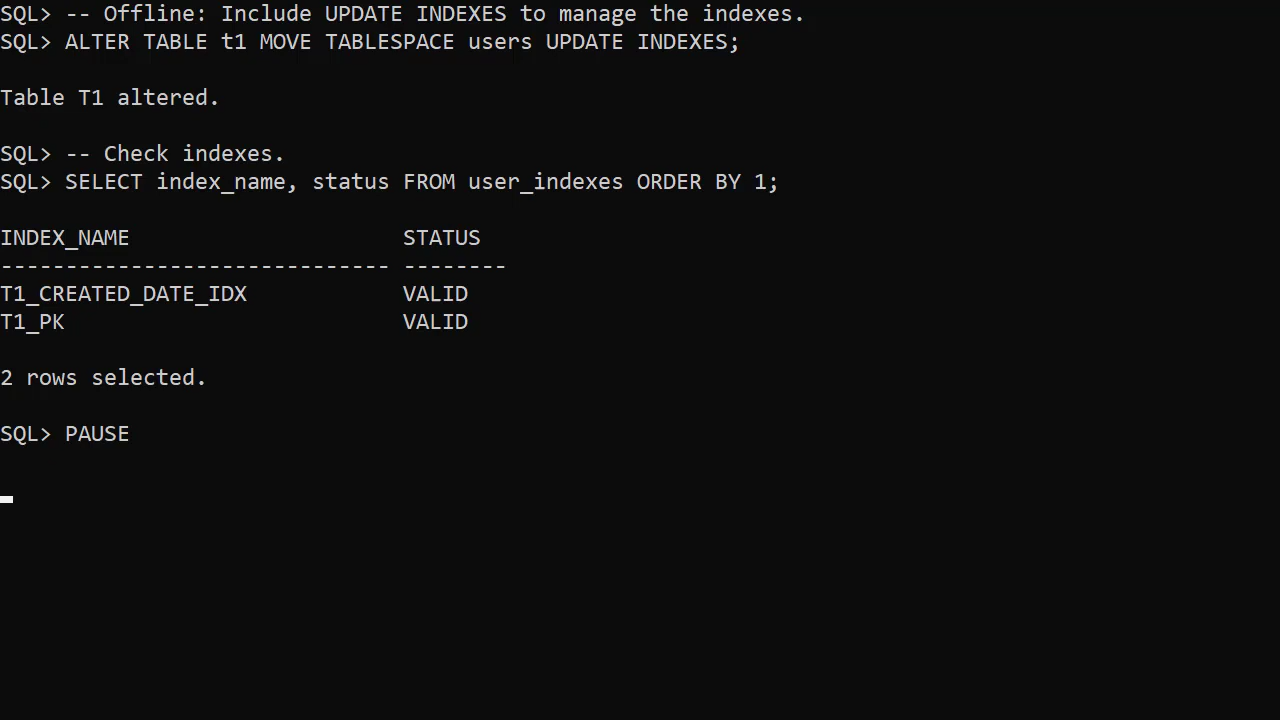 SQL> -- Offline: Include UPDATE INDEXES to manage the indexes.
SQL> ALTER TABLE t1 MOVE TABLESPACE users UPDATE INDEXES;
Table T1 altered.
SQL> -- Check indexes.
SQL> SELECT index_name, status FROM user_indexes ORDER BY 1;
INDEX_NAME                     STATUS
------------------------------ --------
T1_CREATED_DATE_IDX            VALID
T1_PK                          VALID
2 rows selected.
SQL> PAUSE